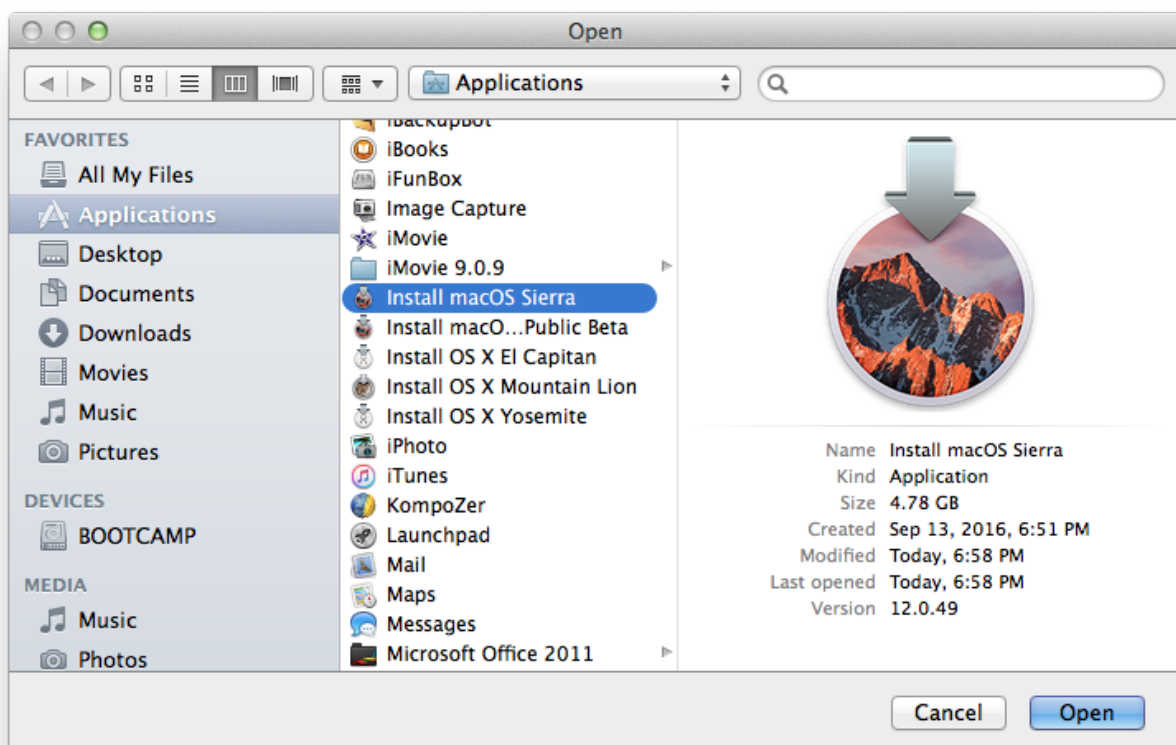 Open
Applications
FAVORITES
All My Files
Applications
Desktop
Documents
Downloads
Movies
Music
Pictures
DEVICES
BOOTCAMP
MEDIA
Music
Photos
iBackupBot
iBooks
iFunBox
Image Capture
iMovie
iMovie 9.0.9
Install macOS Sierra
Install macO...Public Beta
Install OS X El Capitan
Install OS X Mountain Lion
Install OS X Yosemite
iPhoto
iTunes
KompoZer
Launchpad
Mail
Maps
Messages
Microsoft Office 2011
Name Install macOS Sierra
Kind Application
Size 4.78 GB
Created Sep 13, 2016, 6:51 PM
Modified Today, 6:58 PM
Last opened Today, 6:58 PM
Version 12.0.49
Cancel
Open